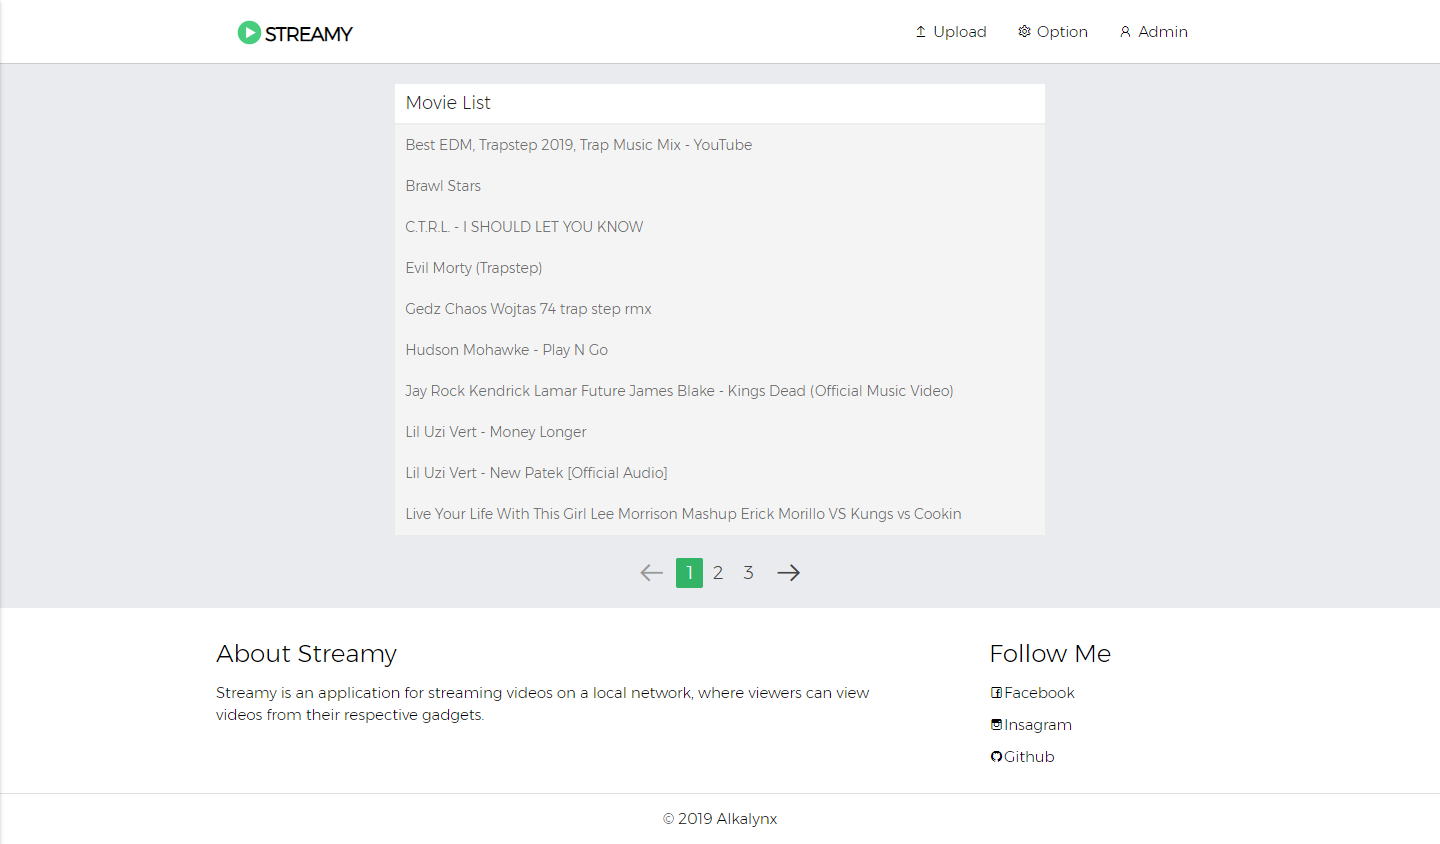 STREAMY
Upload
Option
Admin
Movie List
Best EDM, Trapstep 2019, Trap Music Mix - YouTube
Brawl Stars
C.T.R.L. - I SHOULD LET YOU KNOW
Evil Morty (Trapstep)
Gedz Chaos Wojtas 74 trap step rmx
Hudson Mohawke - Play N Go
Jay Rock Kendrick Lamar Future James Blake - Kings Dead (Official Music Video)
Lil Uzi Vert - Money Longer
Lil Uzi Vert - New Patek [Official Audio]
Live Your Life With This Girl Lee Morrison Mashup Erick Morillo VS Kungs vs Cookin
1 2 3
About Streamy
Streamy is an application for streaming videos on a local network, where viewers can view
videos from their respective gadgets.
Follow Me
Facebook
Insagram
Github
© 2019 Alkalynx